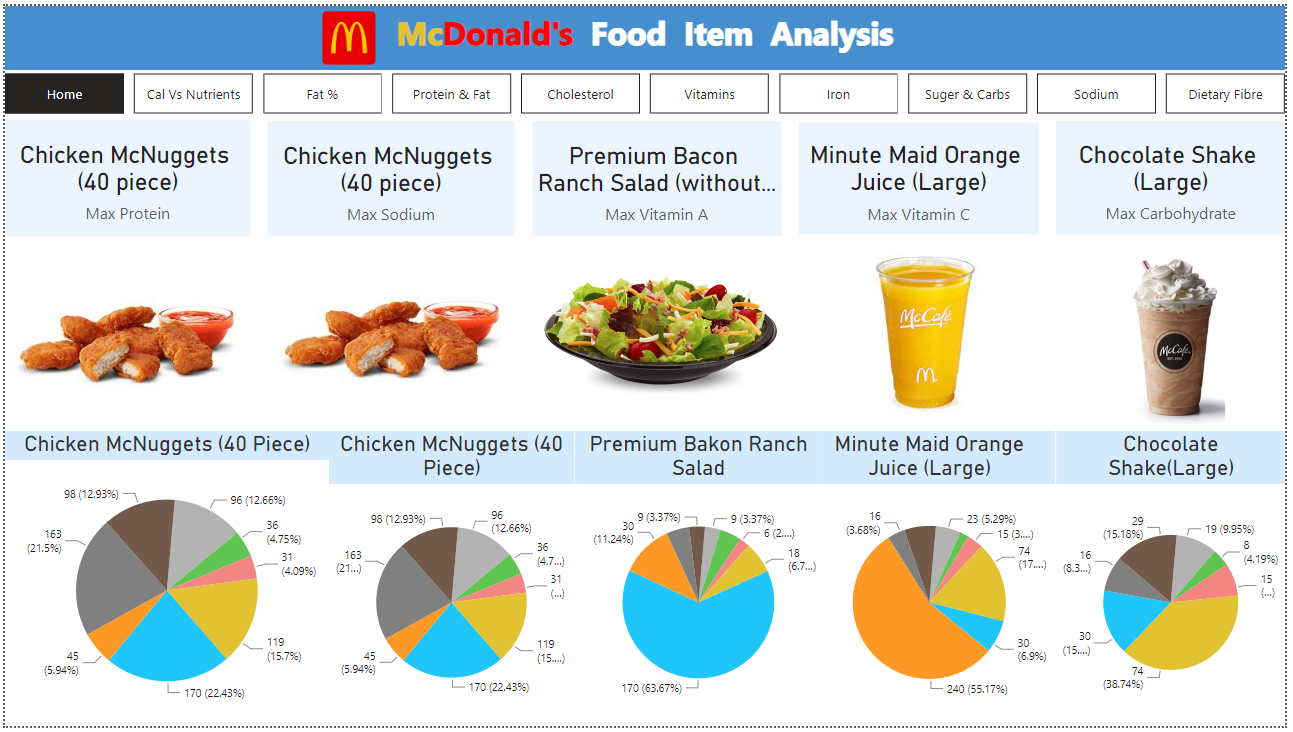 McDonald's Food Item Analysis
Home
Cal Vs Nutrients
Fat %
Protein & Fat
Cholesterol
Vitamins
Iron
Suger & Carbs
Sodium
Dietary Fibre
Chicken McNuggets
(40 piece)
Max Protein
Chicken McNuggets
(40 piece)
Max Sodium
Premium Bacon
Ranch Salad (without...
Max Vitamin A
Minute Maid Orange
Juice (Large)
Max Vitamin C
Chocolate Shake
(Large)
Max Carbohydrate
McCafé
McCafé
Chicken McNuggets (40 Piece)
98 (12.93%)
96 (12.66%)
36
(4.75%)
31
(4.09%)
119
(15.7%)
170 (22.43%)
45
(5.94%)
163
(21.5%)
Chicken McNuggets (40
Piece)
98 (12.93%)
96
(12.66%)
36
(4.7...)
31
(...)
119
(15....)
170 (22.43%)
45
(5.94%)
163
(21...)
Premium Bakon Ranch
Salad
9 (3.37%)
9 (3.37%)
6 (2....)
18
(6.7...)
170 (63.67%)
30
(11.24%)
Minute Maid Orange
Juice (Large)
16
(3.68%)
23 (5.29%)
15 (3....)
74
(17....)
30
(6.9%)
240 (55.17%)
Chocolate
Shake(Large)
29
(15.18%)
19 (9.95%)
8
(4.19%)
15
(...)
74
(38.74%)
30
(15....)
16
(8.3...)